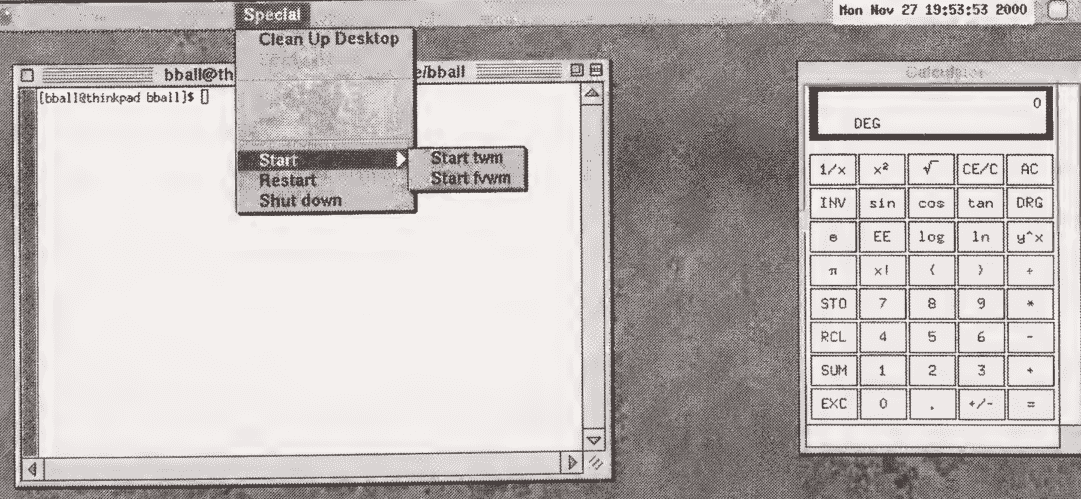 Special
Mon Nov 27 19:53:53 2000
Clean Up Desktop
bball@th
e/bball
Calculator
[bball@thinkpad bball]$
0
DEG
Start
Start twm
Restart
Start fvwm
Shut down
1/x x² √ CE/C AC
INV sin cos tan DRG
e EE log ln y^x
π x! ( ) ÷
STO 7 8 9 *
RCL 4 5 6 -
SUM 1 2 3 +
EXC 0 . +/- =